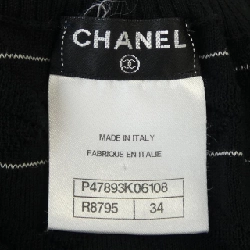 CHANEL
MADE IN ITALY
FABRIQUE EN ITALIE
P47893K06108
R8795 34